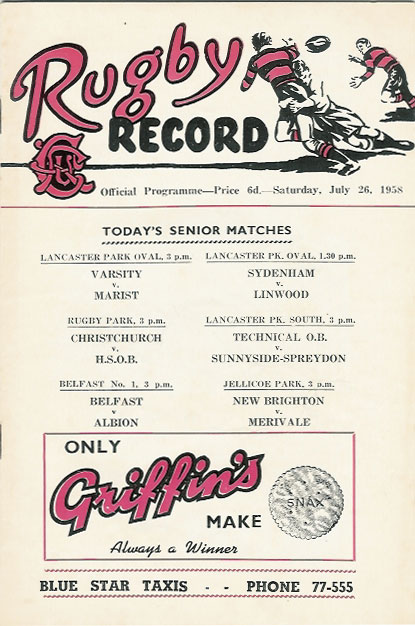 Rugby
RECORD
CRU
Official Programme—Price 6d.—Saturday, July 26, 1958
TODAY'S SENIOR MATCHES
LANCASTER PARK OVAL, 3 p.m.
VARSITY
v.
MARIST
LANCASTER PK. OVAL, 1.30 p.m.
SYDENHAM
v.
LINWOOD
RUGBY PARK, 3 p.m.
CHRISTCHURCH
v.
H.S.O.B.
LANCASTER PK. SOUTH, 3 p.m.
TECHNICAL O.B.
v.
SUNNYSIDE-SPREYDON
BELFAST No. 1, 3 p.m.
BELFAST
v.
ALBION
JELLICOE PARK, 3 p.m.
NEW BRIGHTON
v.
MERIVALE
ONLY
Griffin's
MAKE
SNAX
Always a Winner
BLUE STAR TAXIS - - PHONE 77-555